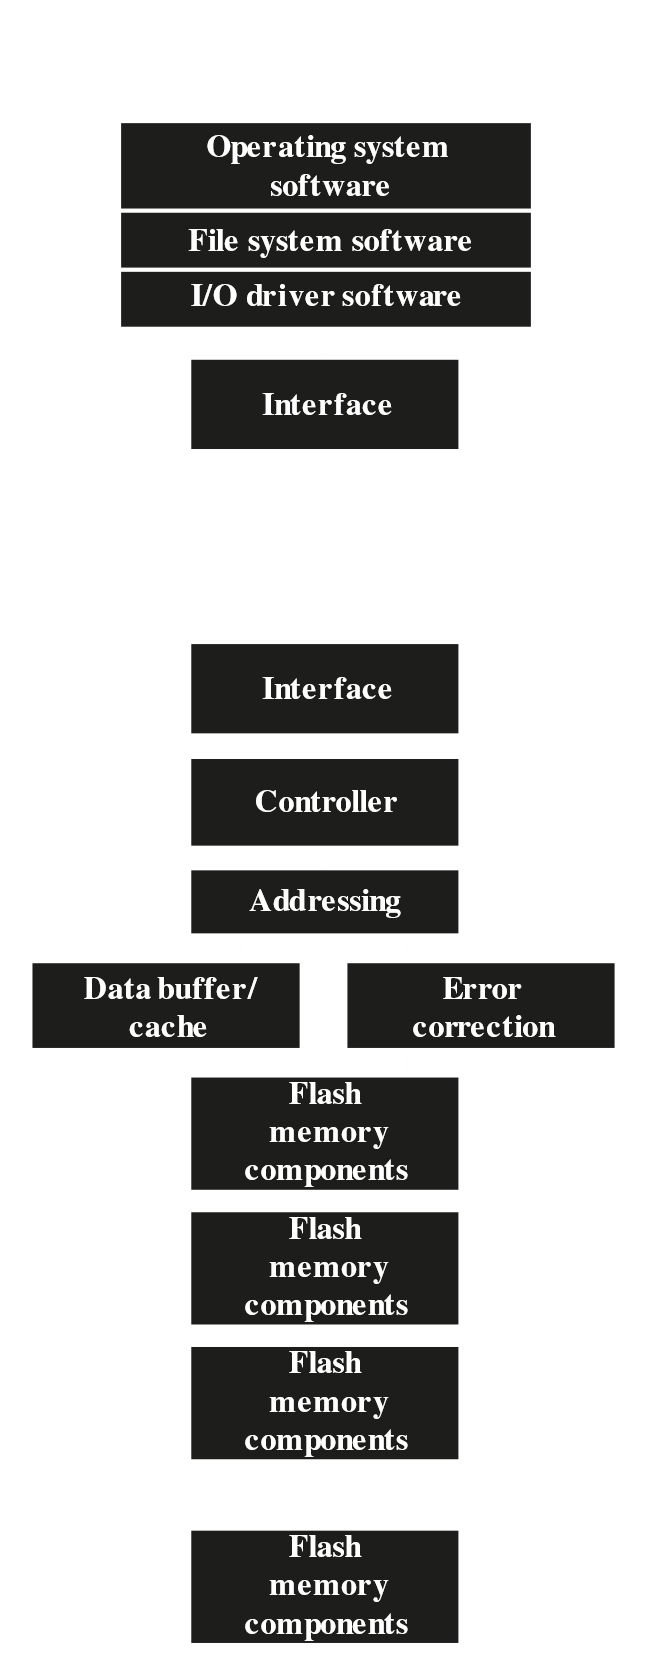 Operating system
software
File system software
I/O driver software
Interface
Interface
Controller
Addressing
Data buffer/
cache
Error
correction
Flash
memory
components
Flash
memory
components
Flash
memory
components
Flash
memory
components